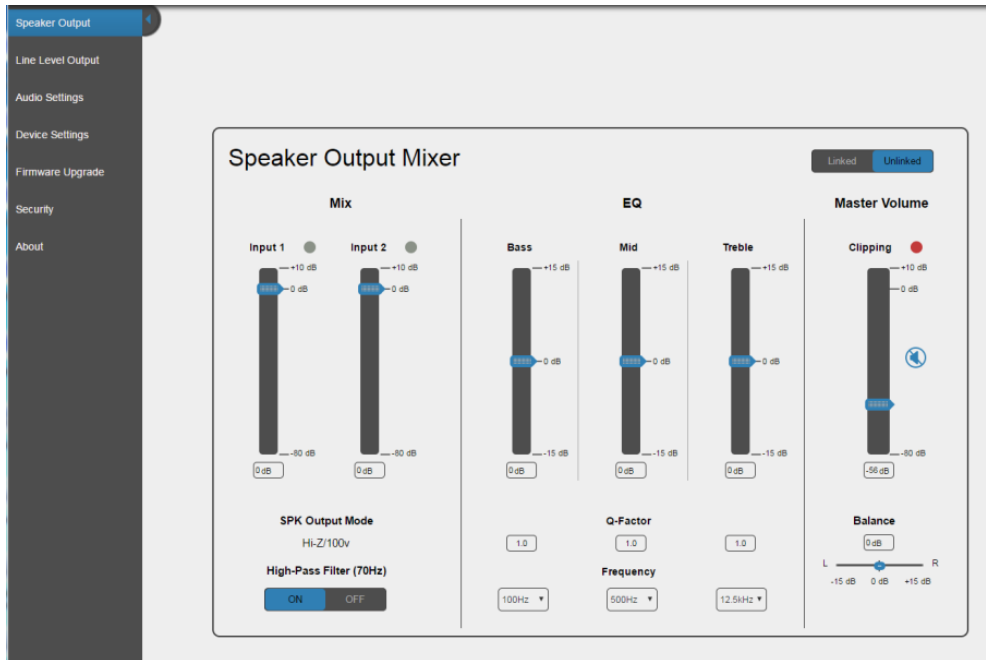 Speaker Output
Line Level Output
Audio Settings
Device Settings
Firmware Upgrade
Security
About
Speaker Output Mixer
Linked Unlinked
Mix EQ Master Volume
Input 1 Input 2 Bass Mid Treble Clipping
+10 dB +10 dB +15 dB +15 dB +15 dB +10 dB
0 dB 0 dB 0 dB
0 dB 0 dB 0 dB
-80 dB -80 dB -15 dB -15 dB -15 dB -80 dB
0 dB 0 dB 0 dB 0 dB 0 dB -56 dB
SPK Output Mode Q-Factor Balance
Hi-Z/100v 1.0 1.0 1.0 0 dB
L R
High-Pass Filter (70Hz) Frequency
-15 dB 0 dB +15 dB
ON OFF 100Hz 500Hz 12.5kHz